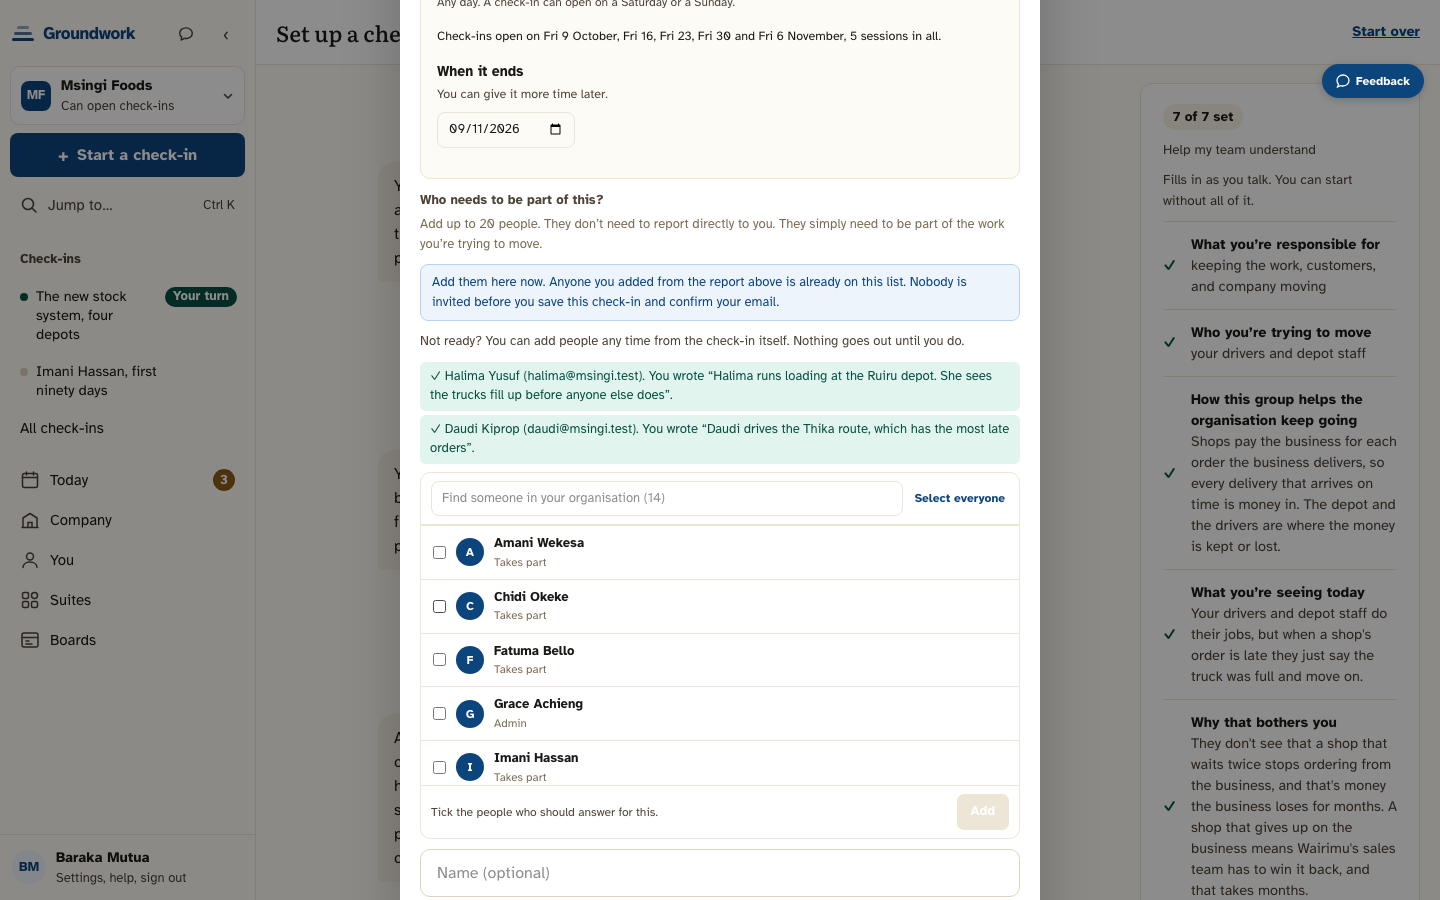 Groundwork
Msingi Foods
MF
Can open check-ins
+ Start a check-in
Jump to...
Ctrl K
Check-ins
The new stock
system, four
depots
Your turn
Imani Hassan, first
ninety days
All check-ins
Today
3
Company
You
Suites
Boards
BM
Baraka Mutua
Settings, help, sign out
Set up a che
Start over
Feedback
Any day. A check-in can open on a Saturday or a Sunday.
Check-ins open on Fri 9 October, Fri 16, Fri 23, Fri 30 and Fri 6 November, 5 sessions in all.
When it ends
You can give it more time later.
09/11/2026
Who needs to be part of this?
Add up to 20 people. They don’t need to report directly to you. They simply need to be part of the work
you’re trying to move.
Add them here now. Anyone you added from the report above is already on this list. Nobody is
invited before you save this check-in and confirm your email.
Not ready? You can add people any time from the check-in itself. Nothing goes out until you do.
✓ Halima Yusuf (halima@msingi.test). You wrote “Halima runs loading at the Ruiru depot. She sees
the trucks fill up before anyone else does”.
✓ Daudi Kiprop (daudi@msingi.test). You wrote “Daudi drives the Thika route, which has the most late
orders”.
Find someone in your organisation (14)
Select everyone
A
Amani Wekesa
Takes part
C
Chidi Okeke
Takes part
F
Fatuma Bello
Takes part
G
Grace Achieng
Admin
I
Imani Hassan
Takes part
Tick the people who should answer for this.
Add
Name (optional)
7 of 7 set
Help my team understand
Fills in as you talk. You can start
without all of it.
What you’re responsible for
keeping the work, customers,
and company moving
Who you’re trying to move
your drivers and depot staff
How this group helps the
organisation keep going
Shops pay the business for each
order the business delivers, so
every delivery that arrives on
time is money in. The depot and
the drivers are where the money
is kept or lost.
What you’re seeing today
Your drivers and depot staff do
their jobs, but when a shop's
order is late they just say the
truck was full and move on.
Why that bothers you
They don't see that a shop that
waits twice stops ordering from
the business, and that's money
the business loses for months. A
shop that gives up on the
business means Wairimu's sales
team has to win it back, and
that takes months.